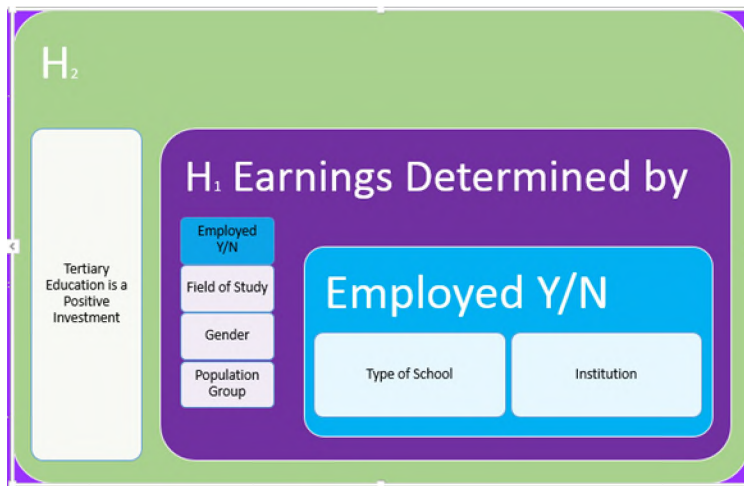 H₂
Tertiary
Education is a
Positive
Investment
H₁ Earnings Determined by
Employed
Y/N
Field of Study
Gender
Population
Group
Employed Y/N
Type of School
Institution